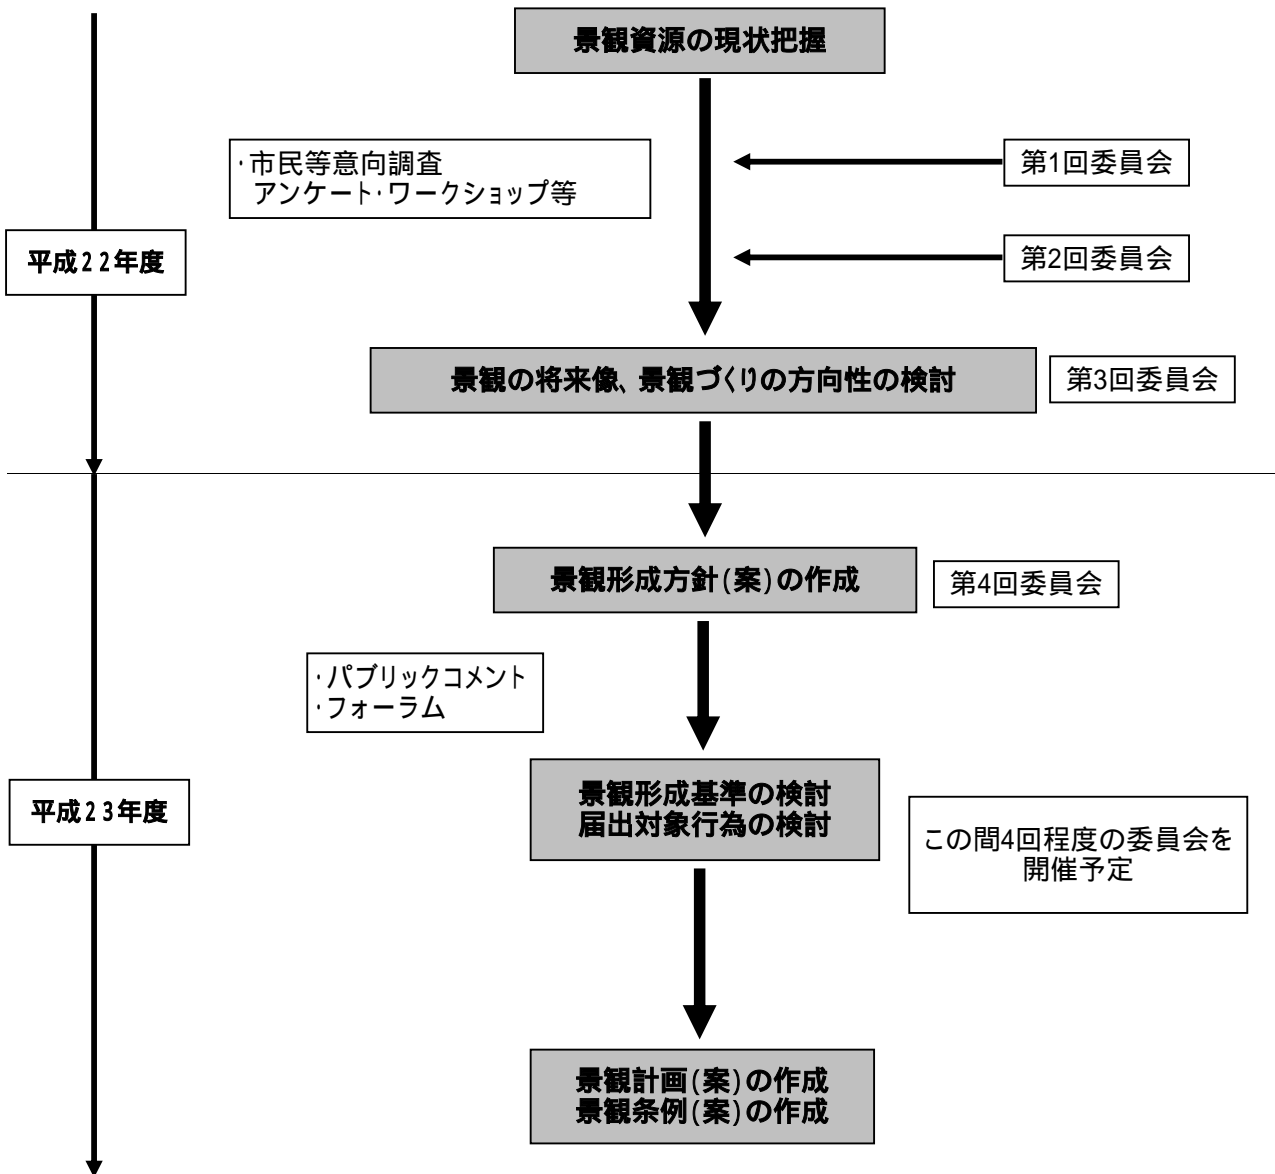 景観資源の現状把握
・市民等意向調査
アンケート・ワークショップ等
第1回委員会
平成22年度
第2回委員会
景観の将来像、景観づくりの方向性の検討
第3回委員会
景観形成方針(案)の作成
第4回委員会
・パブリックコメント
・フォーラム
平成23年度
景観形成基準の検討
届出対象行為の検討
この間4回程度の委員会を
開催予定
景観計画(案)の作成
景観条例(案)の作成